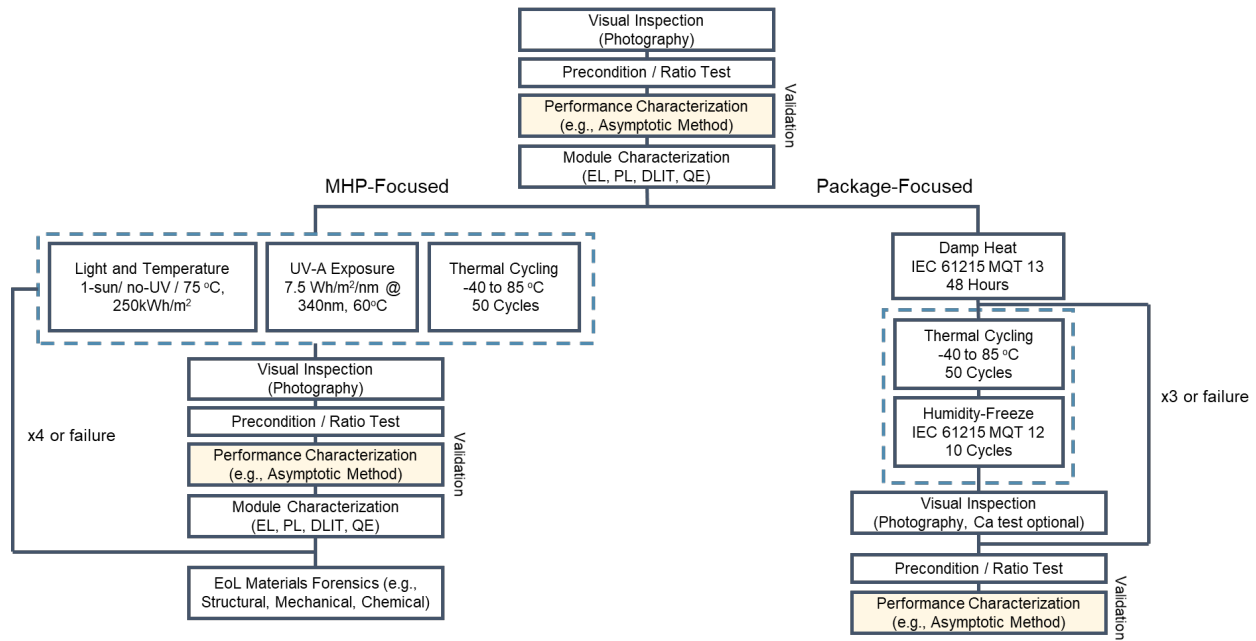 Visual Inspection
(Photography)
Precondition / Ratio Test
Performance Characterization
(e.g., Asymptotic Method)
Validation
Module Characterization
(EL, PL, DLIT, QE)
MHP-Focused
Package-Focused
Light and Temperature
1-sun/ no-UV / 75 ºC,
250kWh/m²
UV-A Exposure
7.5 Wh/m²/nm @
340nm, 60ºC
Thermal Cycling
-40 to 85 ºC
50 Cycles
Visual Inspection
(Photography)
Precondition / Ratio Test
Performance Characterization
(e.g., Asymptotic Method)
Validation
Module Characterization
(EL, PL, DLIT, QE)
x4 or failure
EoL Materials Forensics (e.g.,
Structural, Mechanical, Chemical)
Damp Heat
IEC 61215 MQT 13
48 Hours
Thermal Cycling
-40 to 85 ºC
50 Cycles
Humidity-Freeze
IEC 61215 MQT 12
10 Cycles
x3 or failure
Visual Inspection
(Photography, Ca test optional)
Precondition / Ratio Test
Performance Characterization
(e.g., Asymptotic Method)
Validation